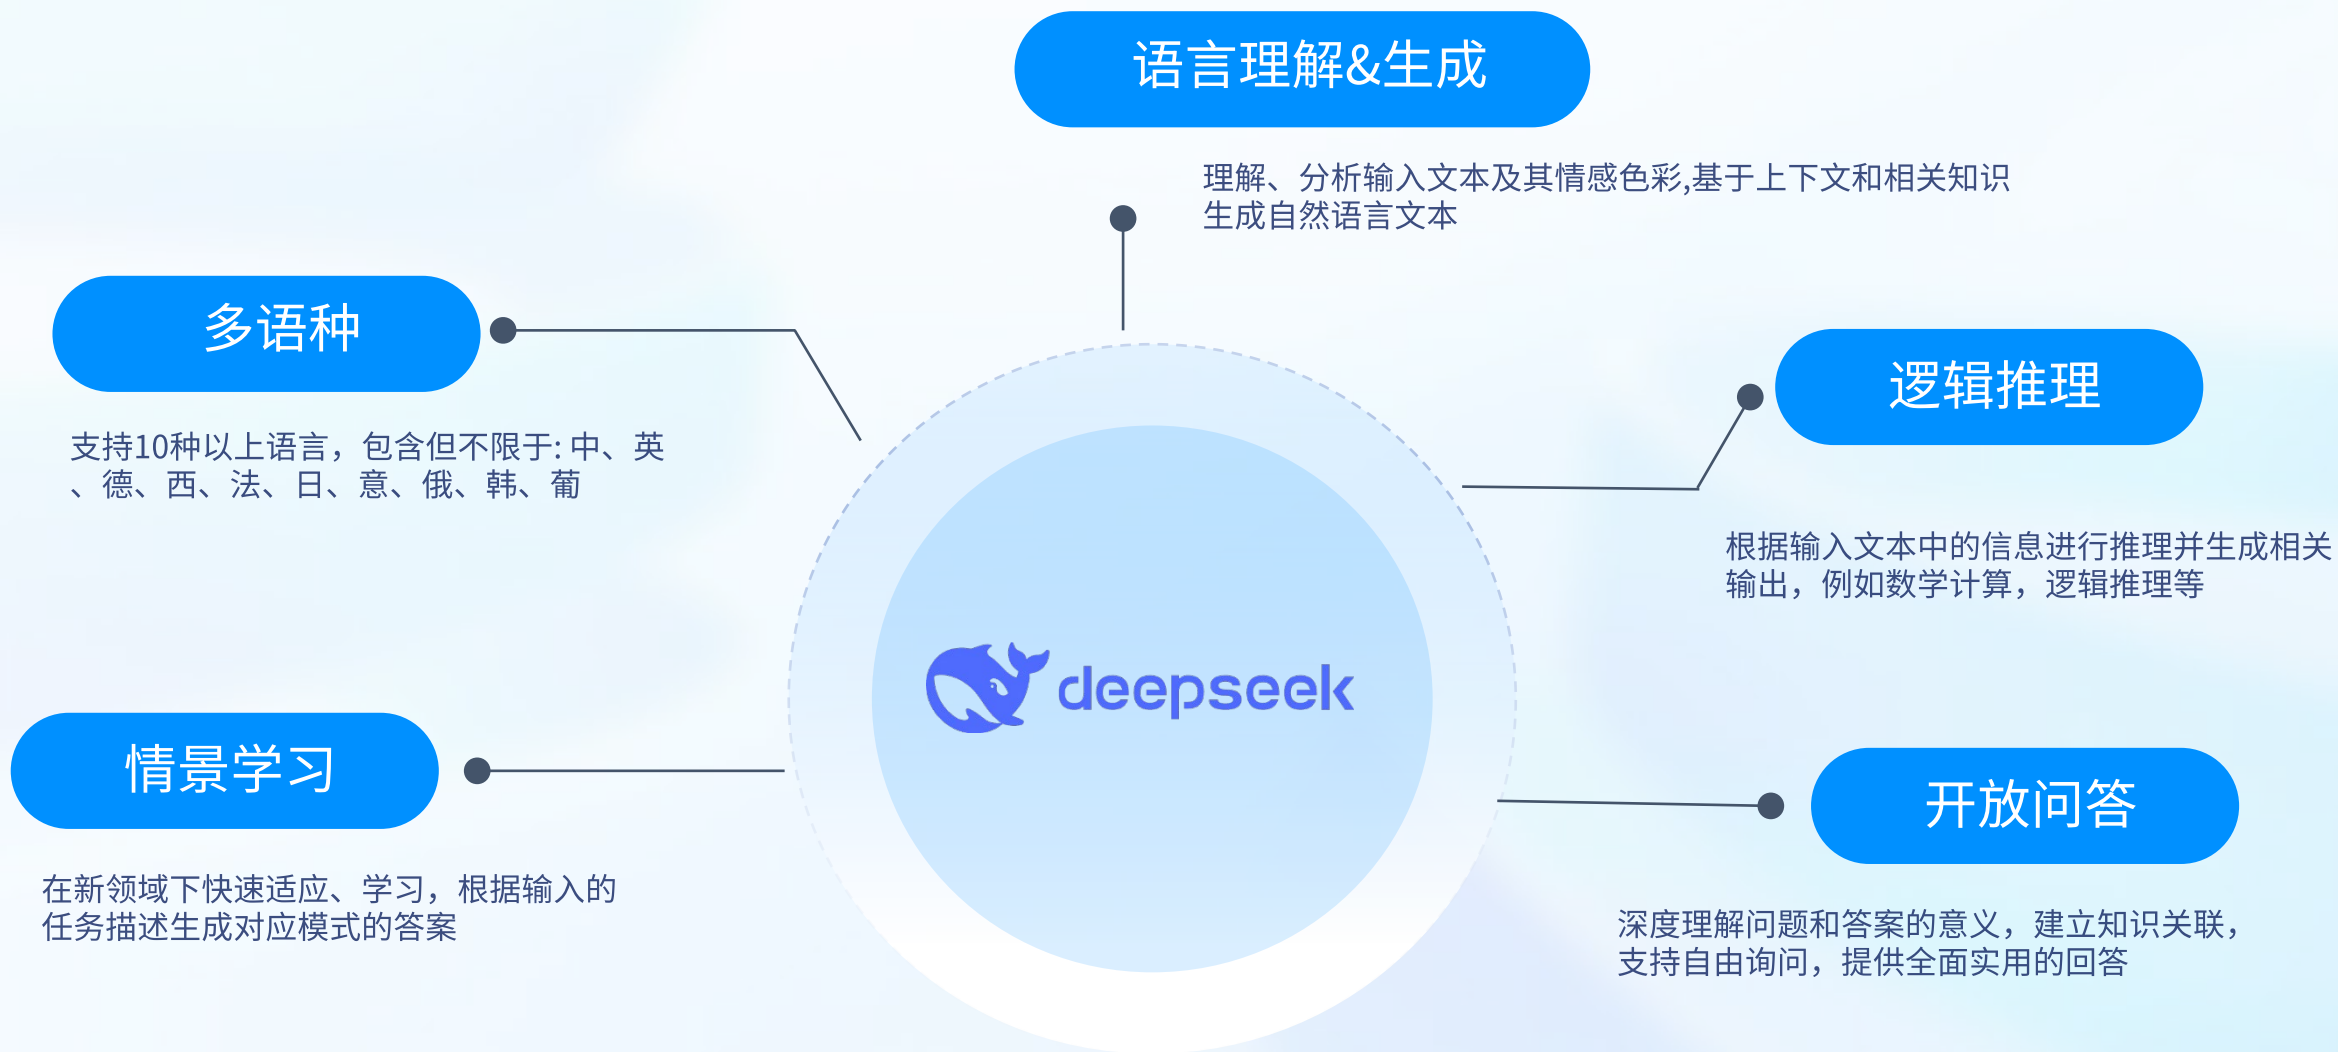 语言理解&生成
理解、分析输入文本及其情感色彩,基于上下文和相关知识
生成自然语言文本
多语种
支持10种以上语言，包含但不限于: 中、英
、德、西、法、日、意、俄、韩、葡
逻辑推理
根据输入文本中的信息进行推理并生成相关
输出，例如数学计算，逻辑推理等
deepseek
情景学习
在新领域下快速适应、学习，根据输入的
任务描述生成对应模式的答案
开放问答
深度理解问题和答案的意义，建立知识关联，
支持自由询问，提供全面实用的回答